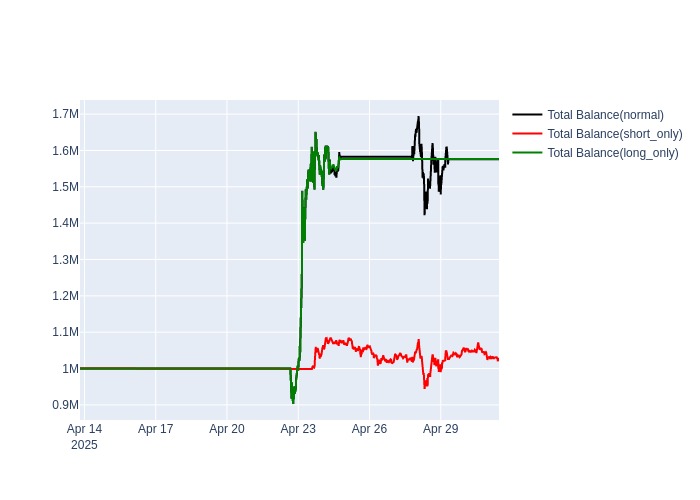 1.7M
1.6M
1.5M
1.4M
1.3M
1.2M
1.1M
1M
0.9M
Apr 14
2025
Apr 17
Apr 20
Apr 23
Apr 26
Apr 29
Total Balance(normal)
Total Balance(short_only)
Total Balance(long_only)